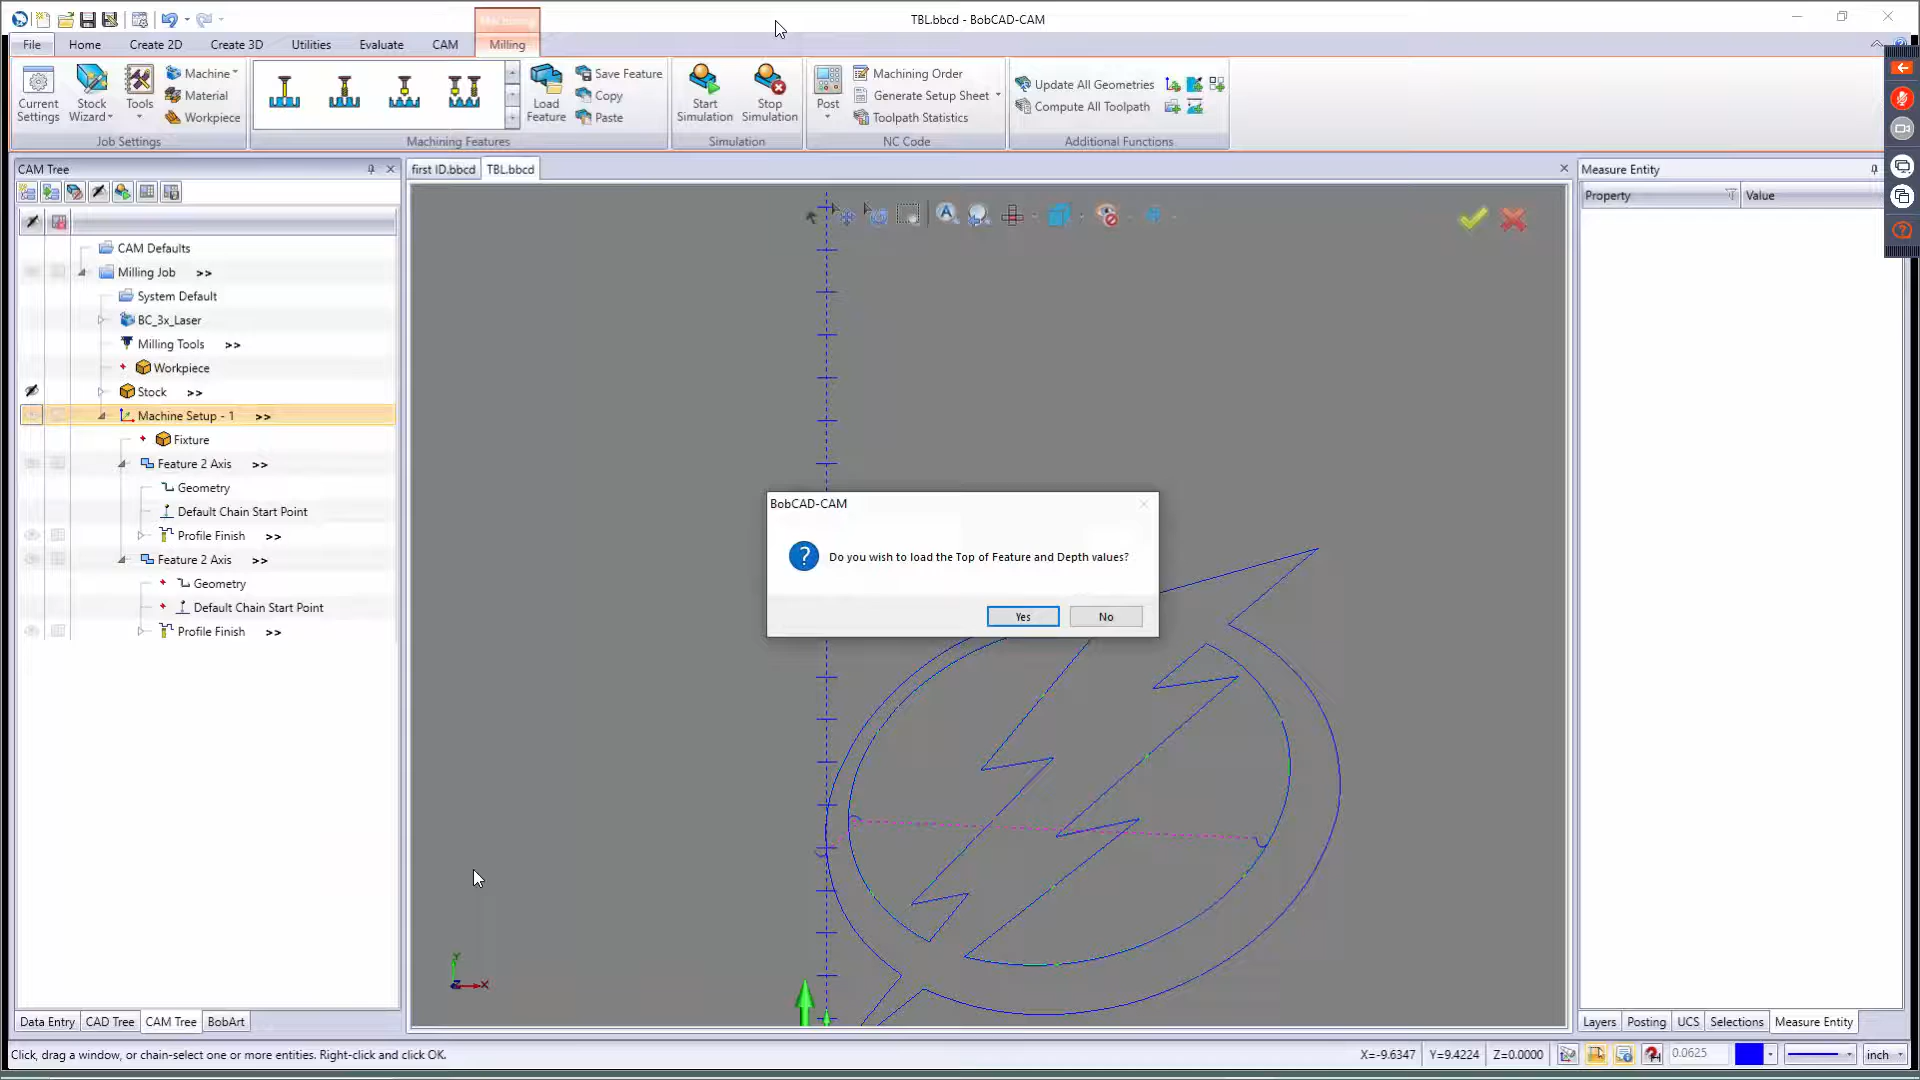 TBL.bbcd - BobCAD-CAM
File
Home
Create 2D
Create 3D
Utilities
Evaluate
CAM
Milling
Current Settings
Stock Wizard
Tools
Machine
Material
Workpiece
Job Settings
Load Feature
Save Feature
Copy
Paste
Machining Features
Start Simulation
Stop Simulation
Simulation
Post
Machining Order
Generate Setup Sheet
Toolpath Statistics
NC Code
Update All Geometries
Compute All Toolpath
Additional Functions
CAM Tree
first ID.bbcd
TBL.bbcd
Measure Entity
Property
Value
CAM Defaults
Milling Job >>
System Default
BC_3x_Laser
Milling Tools >>
Workpiece
Stock >>
Machine Setup - 1 >>
Fixture
Feature 2 Axis >>
Geometry
Default Chain Start Point
Profile Finish >>
Feature 2 Axis >>
Geometry
Default Chain Start Point
Profile Finish >>
BobCAD-CAM
Do you wish to load the Top of Feature and Depth values?
Yes
No
Y
X
Data Entry
CAD Tree
CAM Tree
BobArt
Layers
Posting
UCS
Selections
Measure Entity
Click, drag a window, or chain-select one or more entities. Right-click and click OK.
X=-9.6347
Y=9.4224
Z=0.0000
0.0625
inch